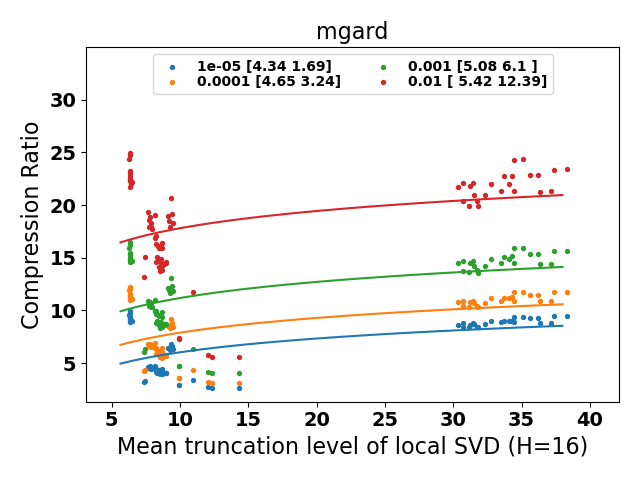 mgard
1e-05 [4.34 1.69]
0.0001 [4.65 3.24]
0.001 [5.08 6.1 ]
0.01 [ 5.42 12.39]
Compression Ratio
30
25
20
15
10
5
5 10 15 20 25 30 35 40
Mean truncation level of local SVD (H=16)